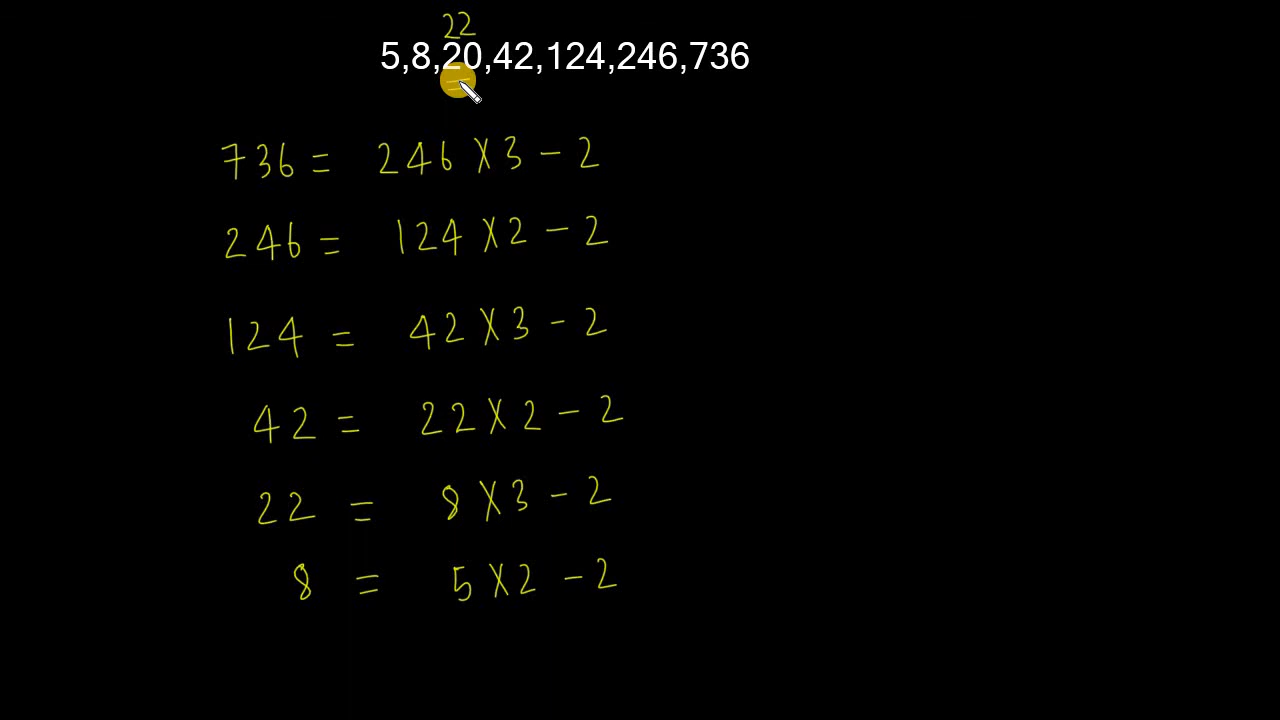 22
5,8,20,42,124,246,736
736 = 246 X 3 - 2
246 = 124 X 2 - 2
124 = 42 X 3 - 2
42 = 22 X 2 - 2
22 = 8 X 3 - 2
8 = 5 X 2 - 2